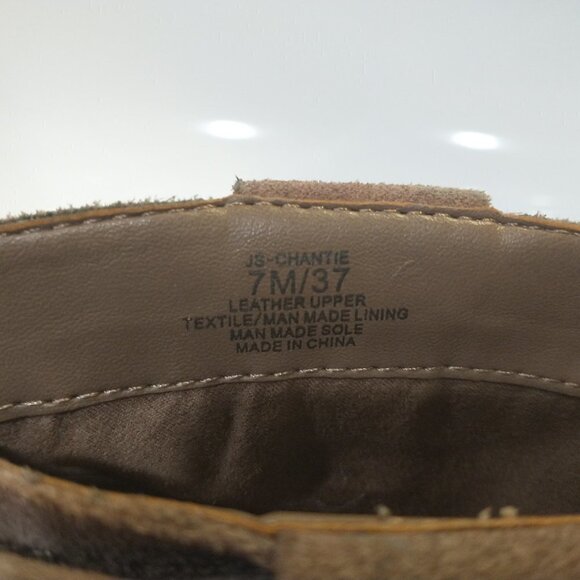 JS-CHANTIE
7M/37
LEATHER UPPER
TEXTILE/MAN MADE LINING
MAN MADE SOLE
MADE IN CHINA